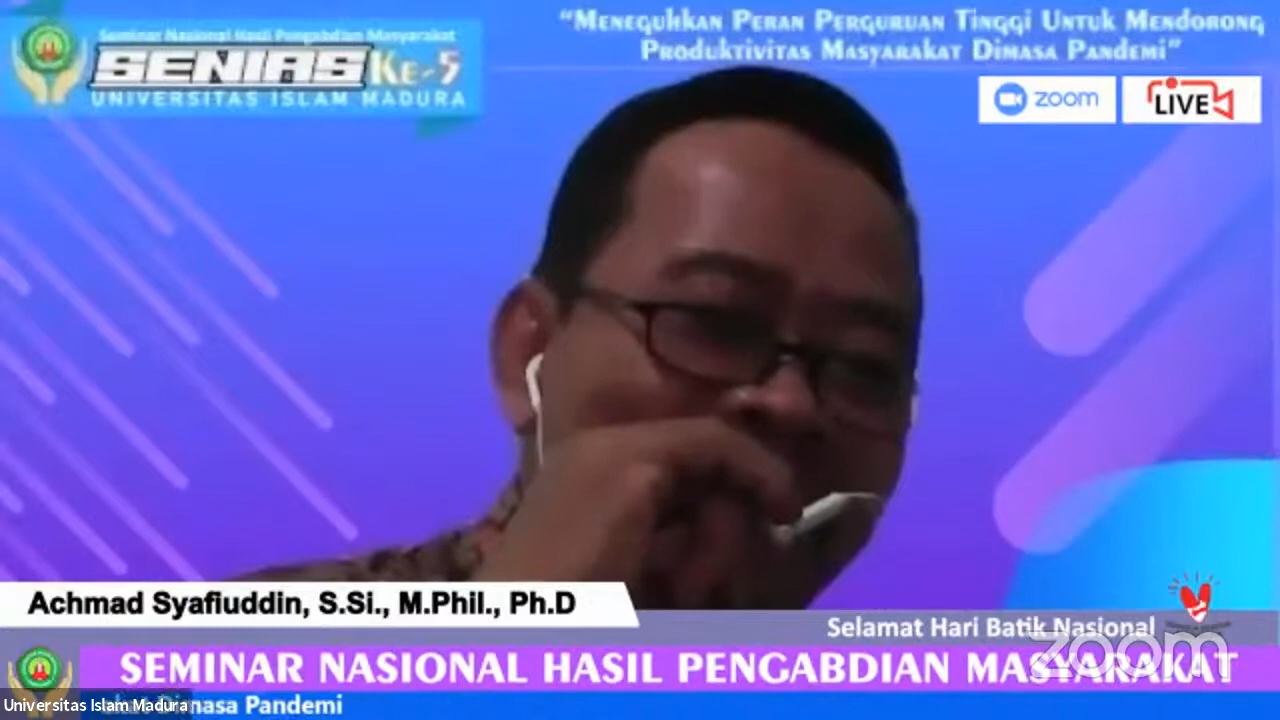 Seminar Nasional Hasil Pengabdian Masyarakat
SENIAS Ke-5
UNIVERSITAS ISLAM MADURA
“Meneguhkan Peran Perguruan Tinggi Untuk Mendorong
Produktivitas Masyarakat Dimasa Pandemi”
zoom
LIVE
Achmad Syafiuddin, S.Si., M.Phil., Ph.D
Selamat Hari Batik Nasional
zoom
SEMINAR NASIONAL HASIL PENGABDIAN MASYARAKAT
Universitas Islam Madura
Dimasa Pandemi